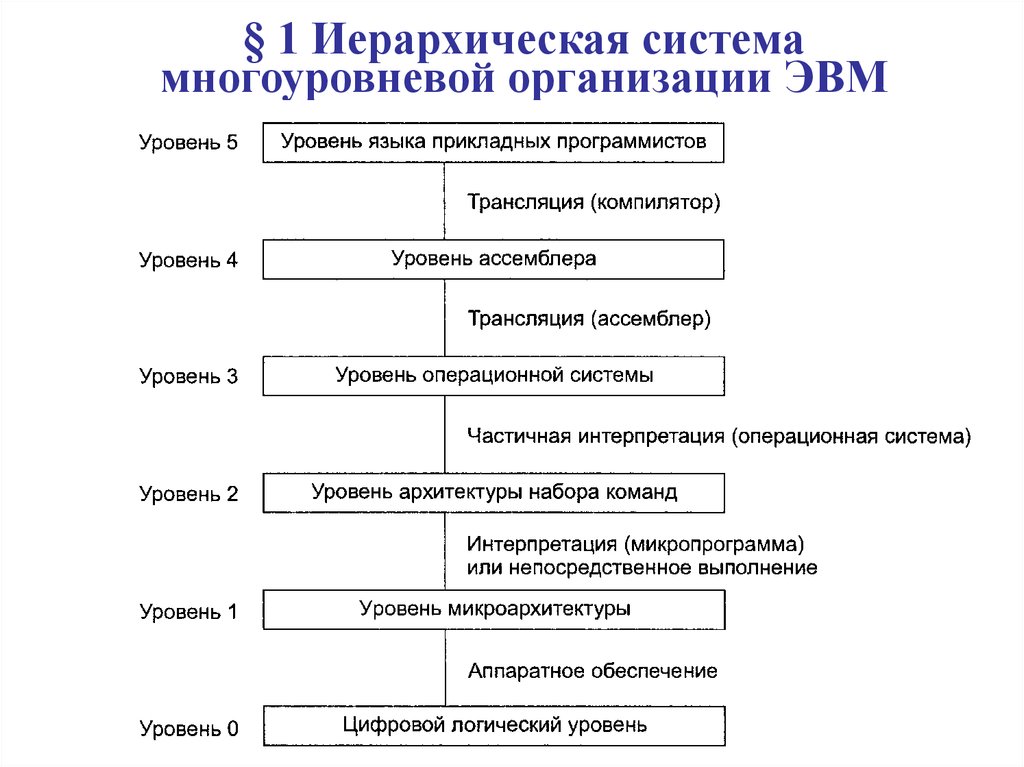 § 1 Иерархическая система
многоуровневой организации ЭВМ
Уровень 5
Уровень языка прикладных программистов
Трансляция (компилятор)
Уровень 4
Уровень ассемблера
Трансляция (ассемблер)
Уровень 3
Уровень операционной системы
Частичная интерпретация (операционная система)
Уровень 2
Уровень архитектуры набора команд
Интерпретация (микропрограмма)
или непосредственное выполнение
Уровень 1
Уровень микроархитектуры
Аппаратное обеспечение
Уровень 0
Цифровой логический уровень